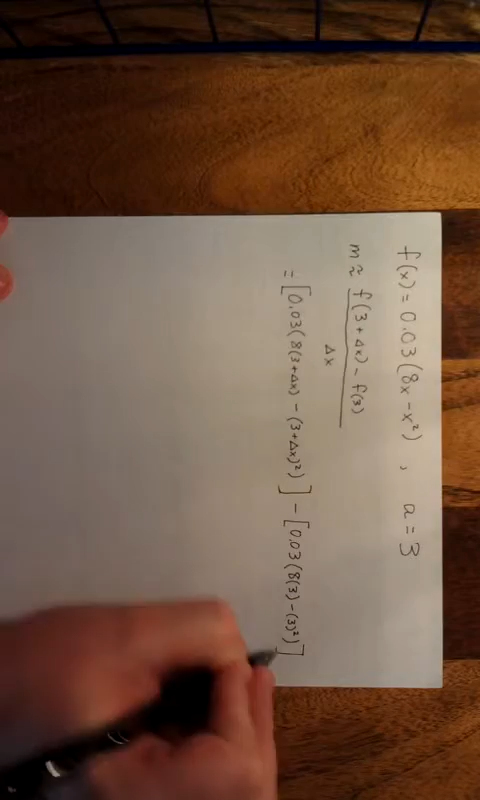 f(x) = 0.03(8x-x²) , a = 3
m ≈ f(3+Δx) - f(3)
Δx
= [0.03(8(3+Δx) - (3+Δx)²)] - [0.03(8(3)-(3)²)]